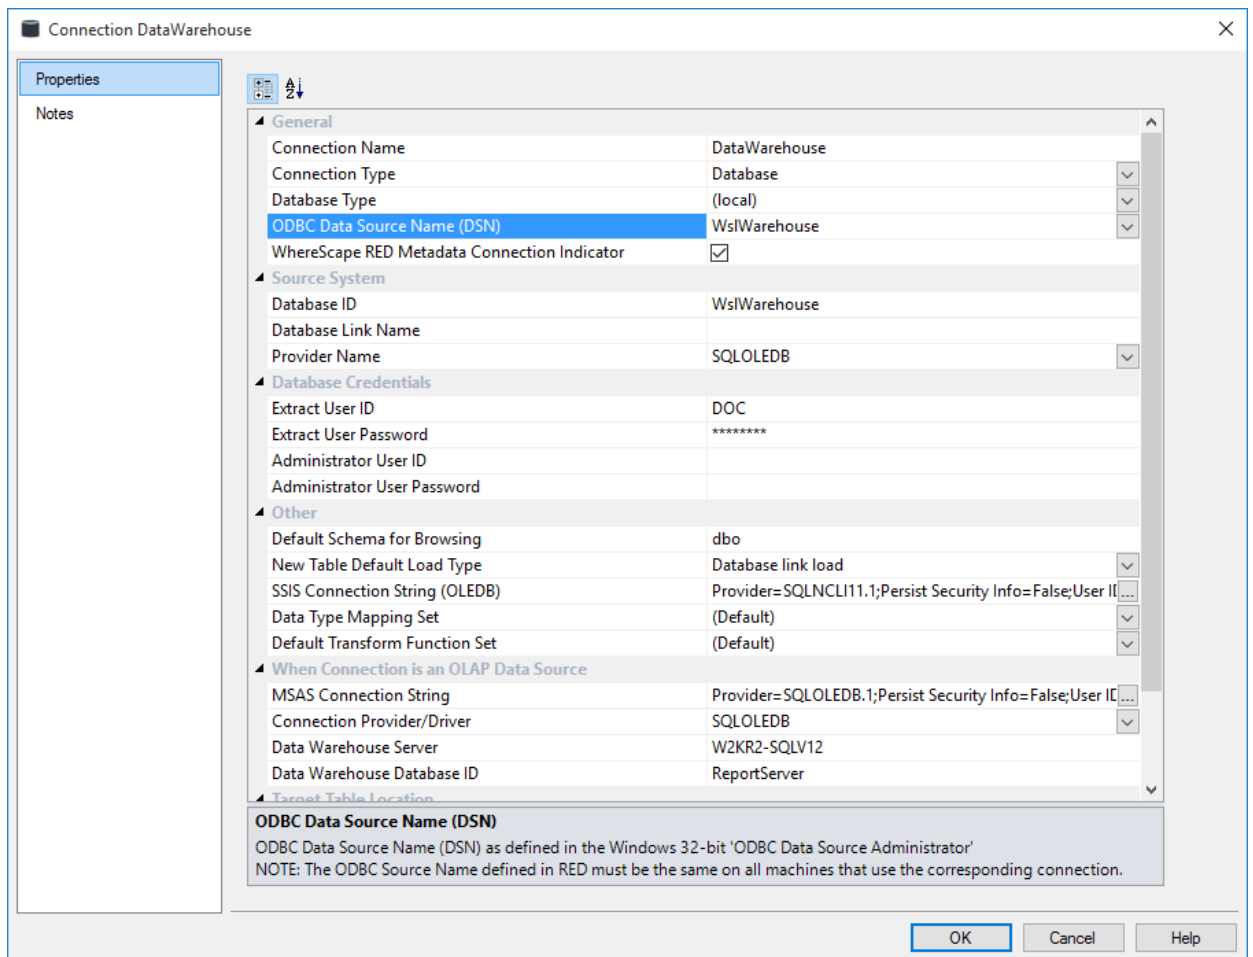 Connection DataWarehouse
Properties
Notes
General
Connection Name DataWarehouse
Connection Type Database
Database Type (local)
ODBC Data Source Name (DSN) WslWarehouse
WhereScape RED Metadata Connection Indicator
Source System
Database ID WslWarehouse
Database Link Name
Provider Name SQLOLEDB
Database Credentials
Extract User ID DOC
Extract User Password ********
Administrator User ID
Administrator User Password
Other
Default Schema for Browsing dbo
New Table Default Load Type Database link load
SSIS Connection String (OLEDB) Provider=SQLNCLI11.1;Persist Security Info=False;User ID...
Data Type Mapping Set (Default)
Default Transform Function Set (Default)
When Connection is an OLAP Data Source
MSAS Connection String Provider=SQLOLEDB.1;Persist Security Info=False;User ID...
Connection Provider/Driver SQLOLEDB
Data Warehouse Server W2KR2-SQLV12
Data Warehouse Database ID ReportServer
Target Table Location
ODBC Data Source Name (DSN)
ODBC Data Source Name (DSN) as defined in the Windows 32-bit 'ODBC Data Source Administrator'
NOTE: The ODBC Source Name defined in RED must be the same on all machines that use the corresponding connection.
OK Cancel Help